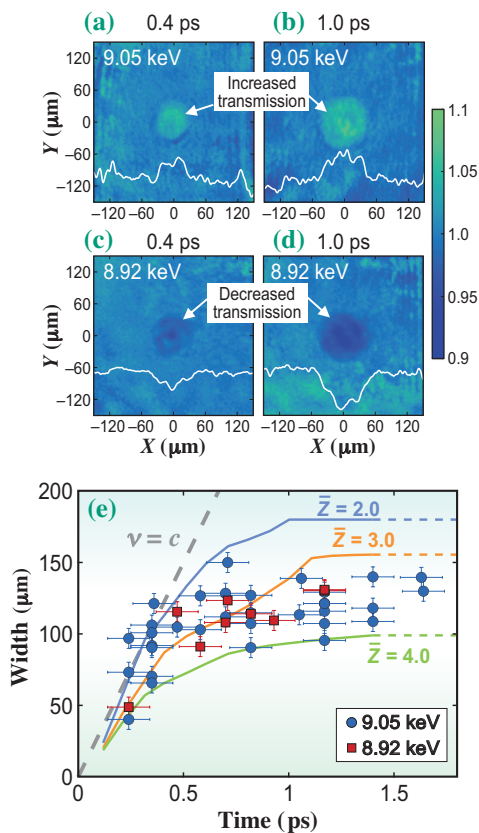 (a) 0.4 ps
(b) 1.0 ps
9.05 keV
9.05 keV
Increased
transmission
Y (μm)
120
60
0
−60
−120
−120 −60 0 60 120
−120 −60 0 60 120
1.1
1.05
1.0
0.95
0.9
(c) 0.4 ps
(d) 1.0 ps
8.92 keV
8.92 keV
Decreased
transmission
Y (μm)
120
60
0
−60
−120
−120 −60 0 60 120
−120 −60 0 60 120
X (μm)
X (μm)
(e)
Width (μm)
200
150
100
50
0
ν = c
Z̅ = 2.0
Z̅ = 3.0
Z̅ = 4.0
9.05 keV
8.92 keV
0 0.5 1.0 1.5
Time (ps)